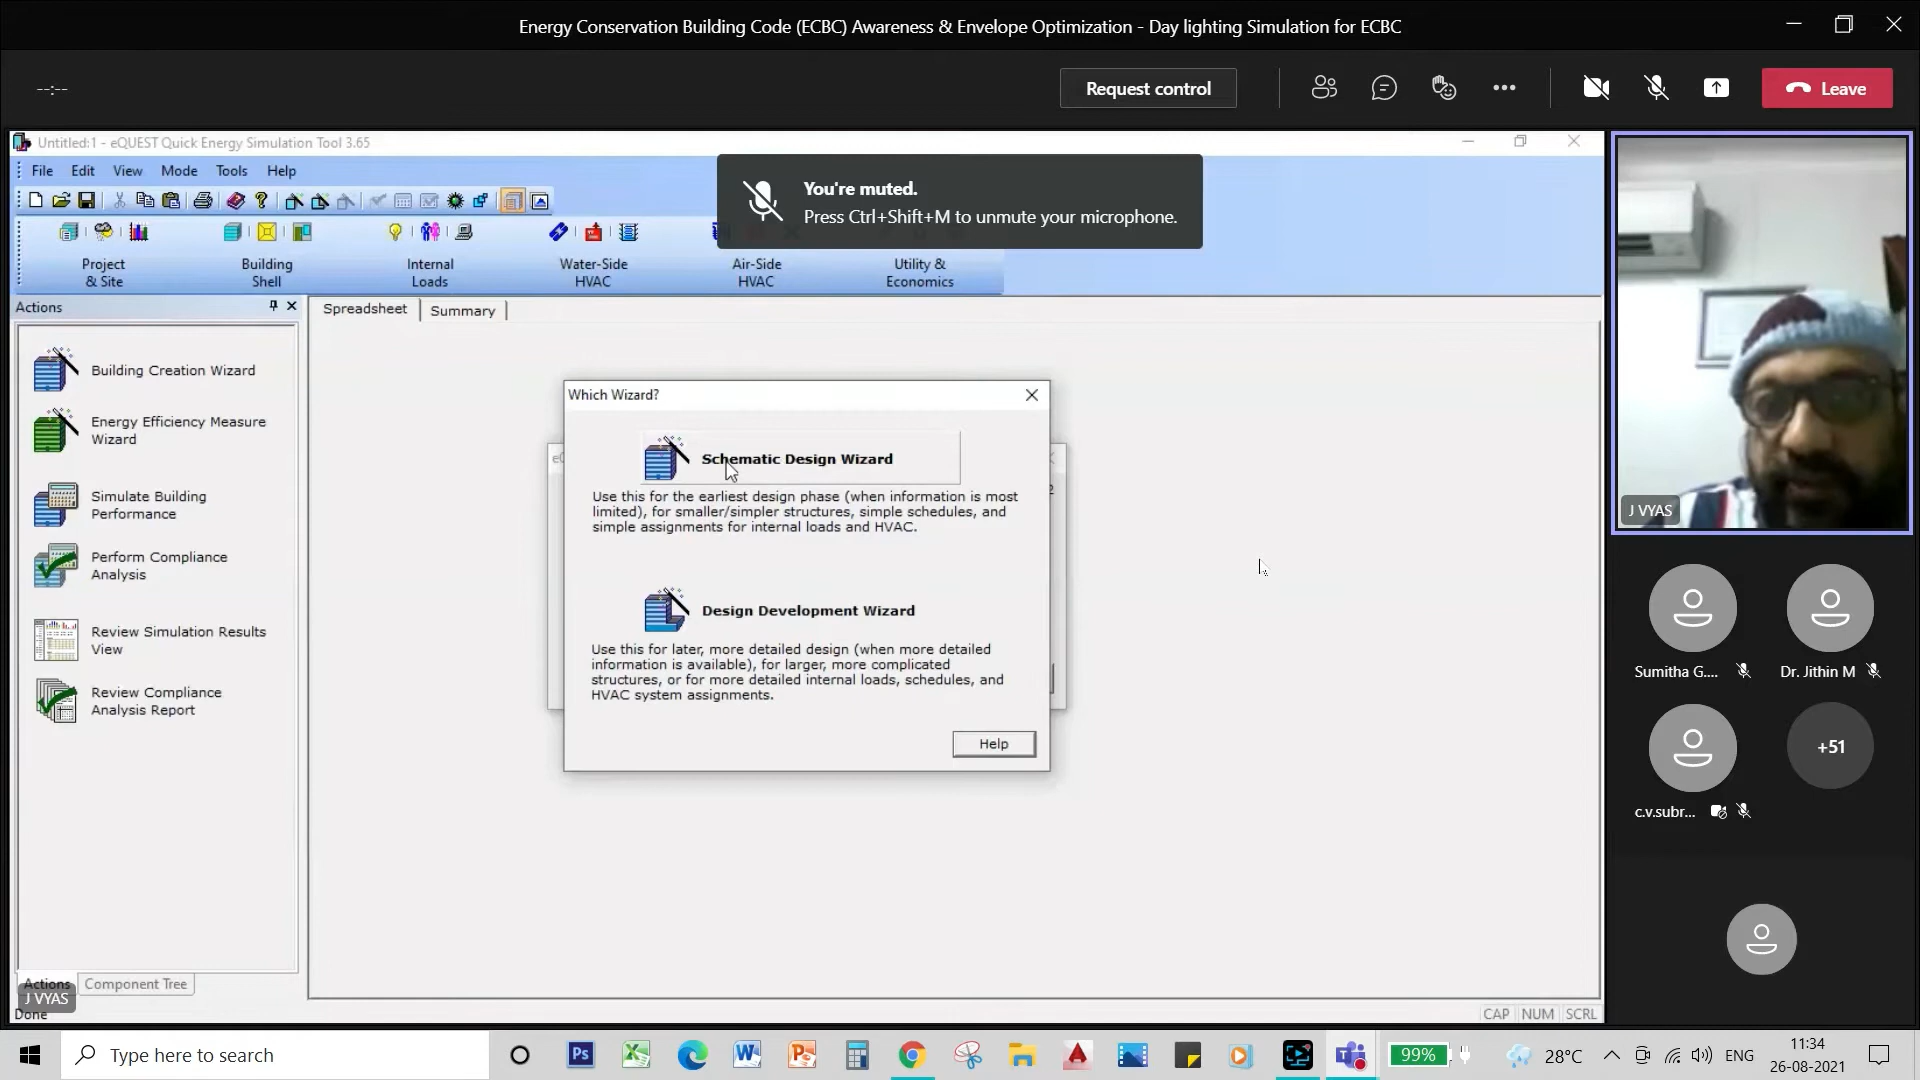 Energy Conservation Building Code (ECBC) Awareness & Envelope Optimization - Day lighting Simulation for ECBC
--:--
Request control
Leave
Untitled:1 - eQUEST Quick Energy Simulation Tool 3.65
File Edit View Mode Tools Help
You're muted.
Press Ctrl+Shift+M to unmute your microphone.
Project
& Site
Building
Shell
Internal
Loads
Water-Side
HVAC
Air-Side
HVAC
Utility &
Economics
Actions
Spreadsheet
Summary
Building Creation Wizard
Energy Efficiency Measure
Wizard
Simulate Building
Performance
Perform Compliance
Analysis
Review Simulation Results
View
Review Compliance
Analysis Report
Which Wizard?
Schematic Design Wizard
Use this for the earliest design phase (when information is most
limited), for smaller/simpler structures, simple schedules, and
simple assignments for internal loads and HVAC.
Design Development Wizard
Use this for later, more detailed design (when more detailed
information is available), for larger, more complicated
structures, or for more detailed internal loads, schedules, and
HVAC system assignments.
Help
J VYAS
Sumitha G....
Dr. Jithin M
c.v.subr...
+51
Actions
Component Tree
J VYAS
Done
CAP NUM SCRL
Type here to search
Ps
99%
28°C
ENG
11:34
26-08-2021